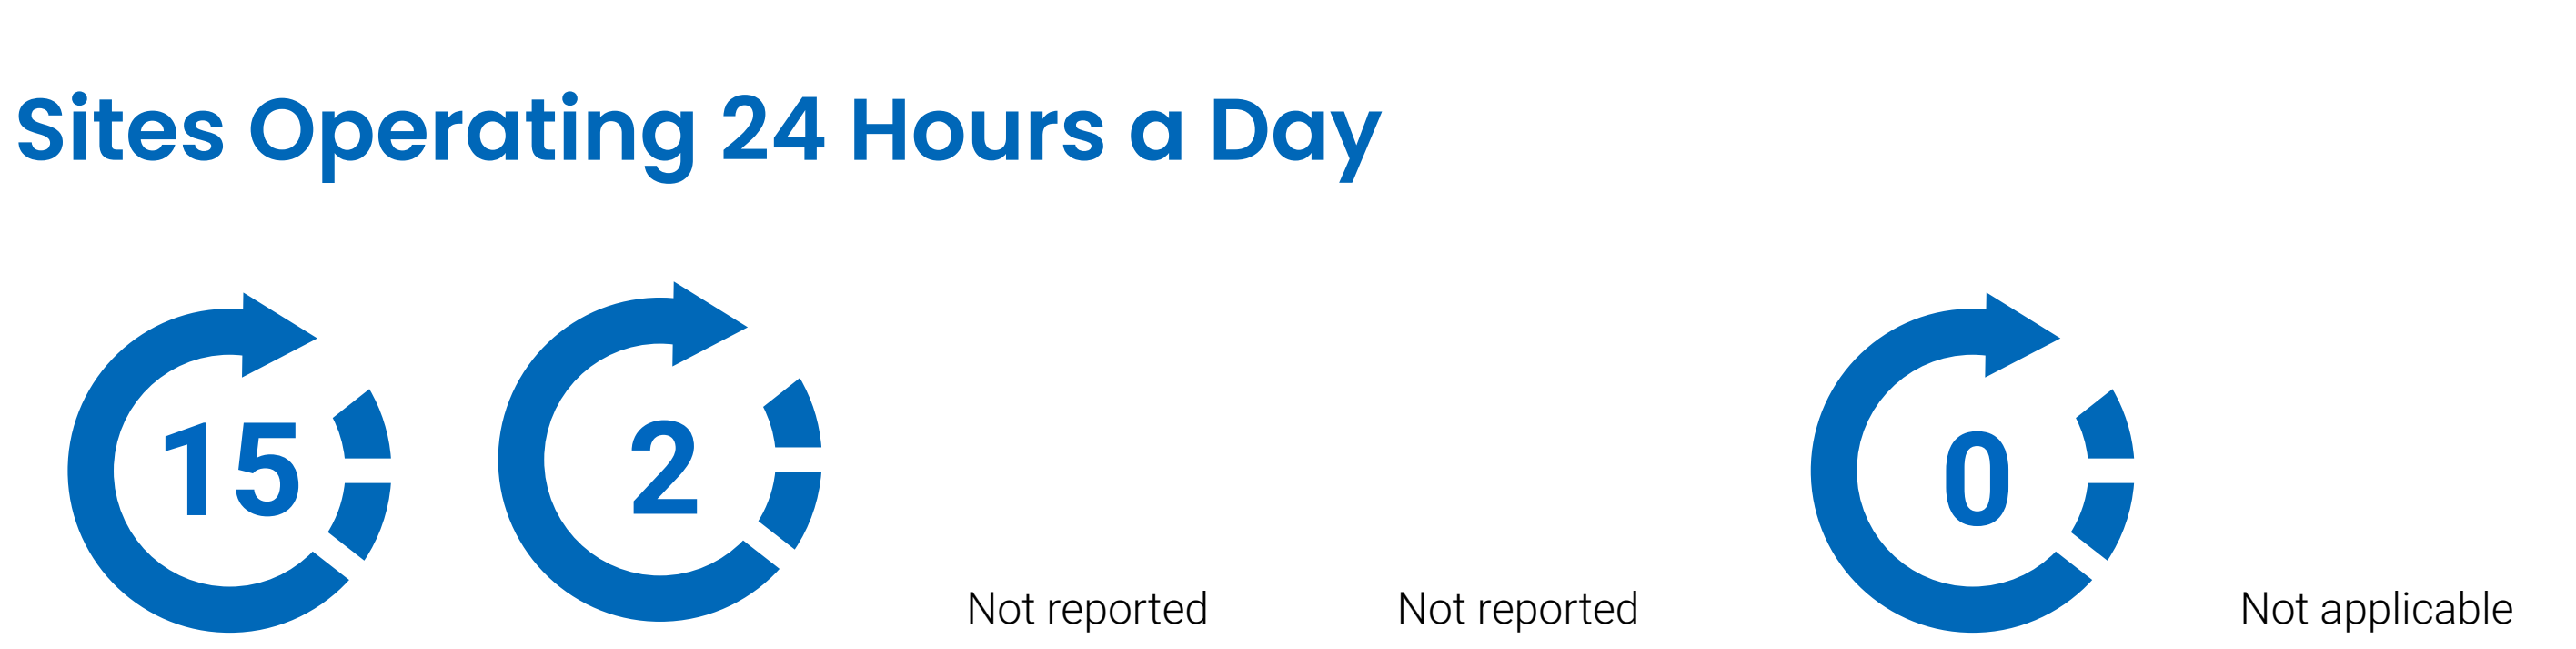 Sites Operating 24 Hours a Day
15
2
Not reported
Not reported
0
Not applicable